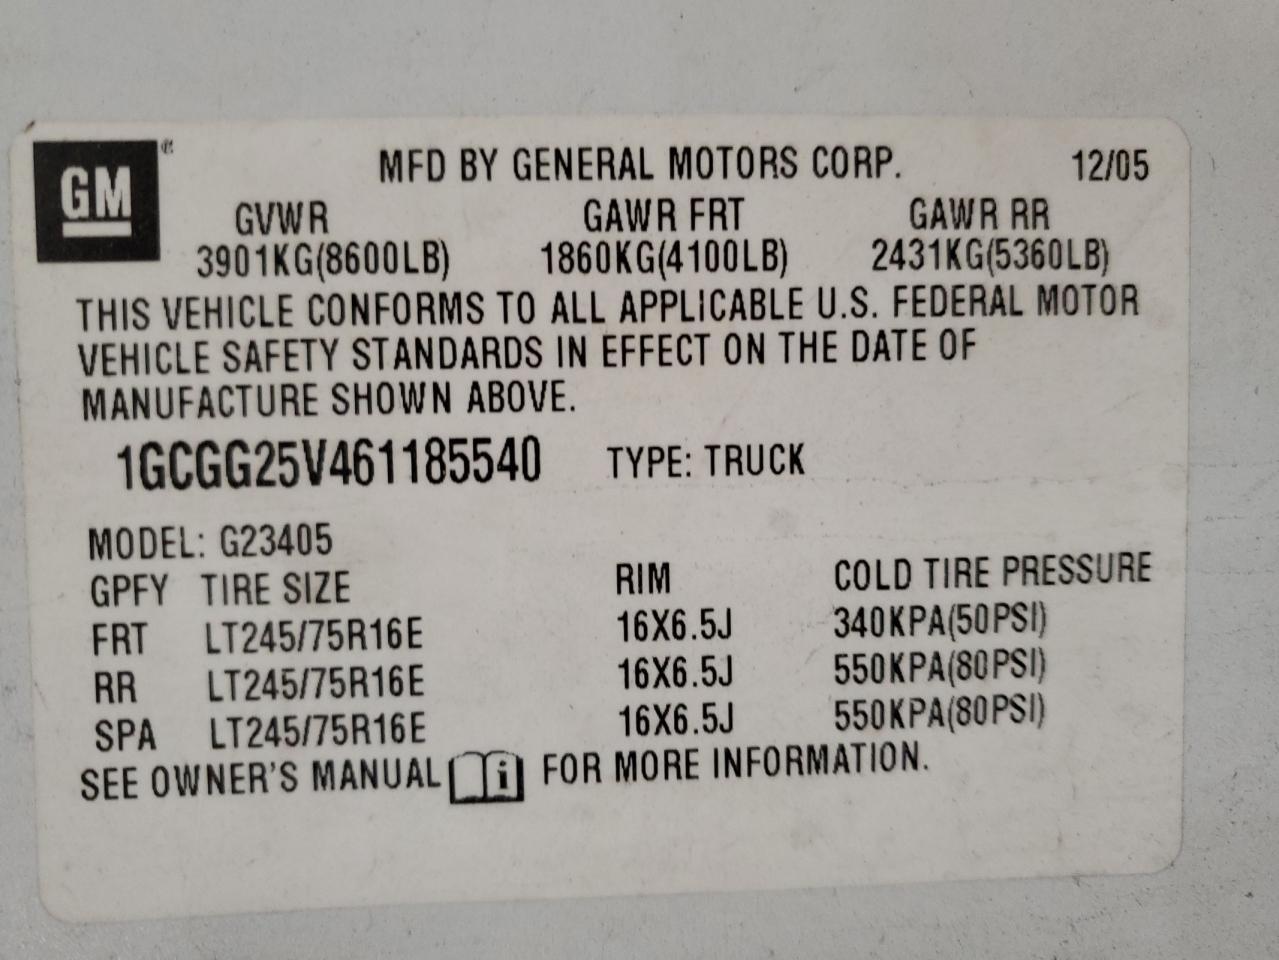 GM®
MFD BY GENERAL MOTORS CORP. 12/05
GVWR GAWR FRT GAWR RR
3901KG(8600LB) 1860KG(4100LB) 2431KG(5360LB)
THIS VEHICLE CONFORMS TO ALL APPLICABLE U.S. FEDERAL MOTOR
VEHICLE SAFETY STANDARDS IN EFFECT ON THE DATE OF
MANUFACTURE SHOWN ABOVE.
1GCGG25V461185540 TYPE: TRUCK
MODEL: G23405
GPFY TIRE SIZE RIM COLD TIRE PRESSURE
FRT LT245/75R16E 16X6.5J 340KPA(50PSI)
RR LT245/75R16E 16X6.5J 550KPA(80PSI)
SPA LT245/75R16E 16X6.5J 550KPA(80PSI)
SEE OWNER'S MANUAL i FOR MORE INFORMATION.